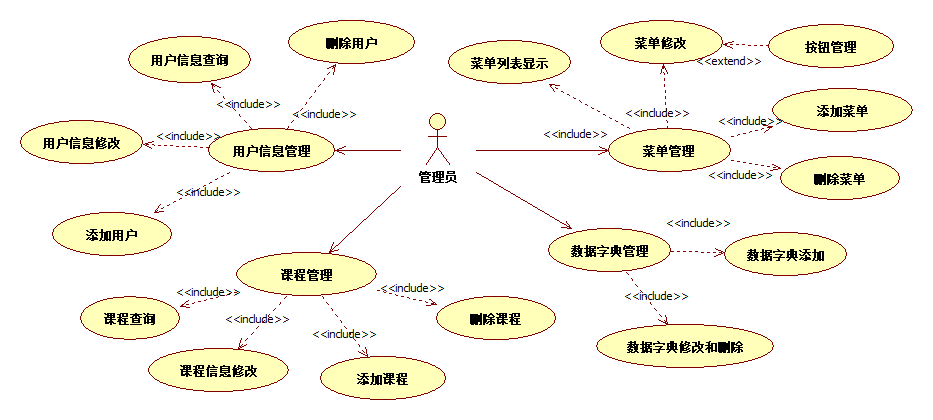 删除用户
菜单修改
按钮管理
用户信息查询
菜单列表显示
<<extend>>
<<include>>
<<include>>
<<include>>
添加菜单
<<include>>
<<include>>
<<include>>
用户信息修改
用户信息管理
菜单管理
管理员
<<include>>
删除菜单
<<include>>
添加用户
<<include>>
数据字典管理
数据字典添加
课程管理
<<include>>
<<include>>
<<include>>
课程查询
<<include>>
删除课程
<<include>>
数据字典修改和删除
课程信息修改
添加课程